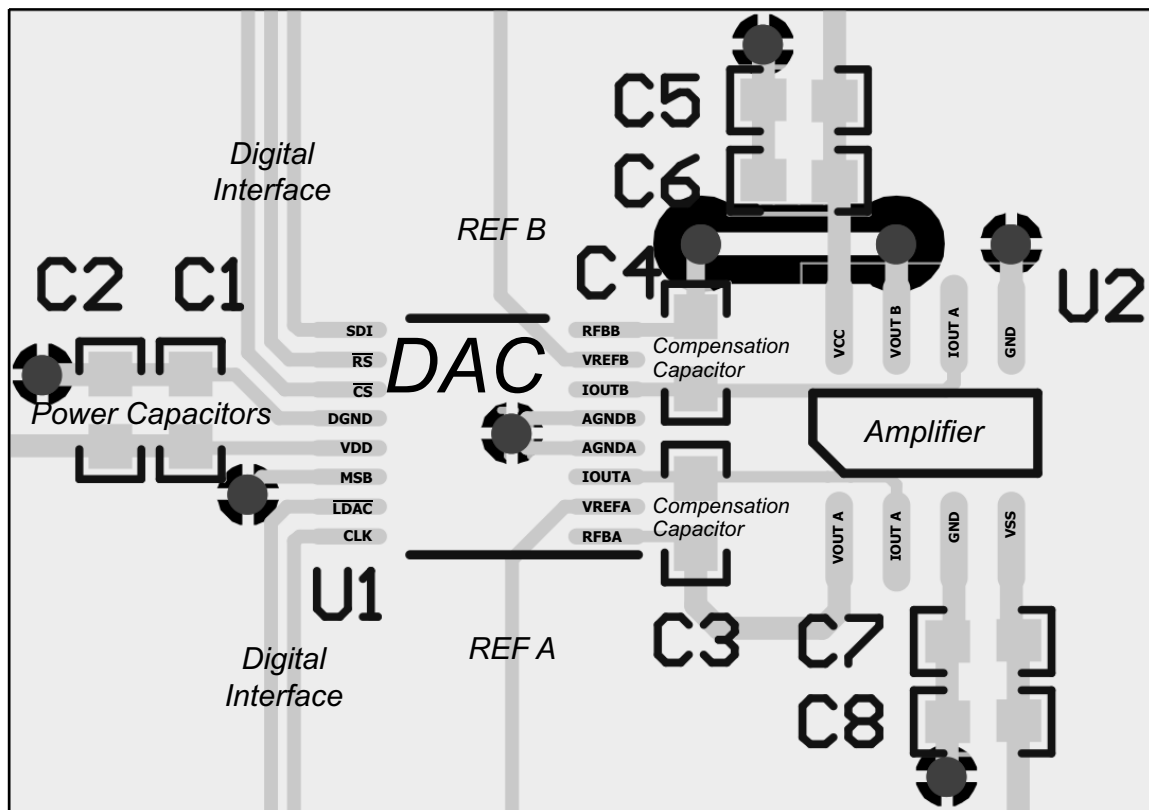 C5
Digital
Interface
C6
REF B
C4
C2 C1
U2
SDI
RS
CS
DGND
VDD
MSB
LDAC
CLK
DAC
RFBB
VREFB
IOUTB
AGNDB
AGNDA
IOUTA
VREFA
RFBA
Compensation
Capacitor
VCC
VOUT B
IOUT A
GND
Power Capacitors
Amplifier
Compensation
Capacitor
VOUT A
IOUT A
GND
VSS
U1
REF A
C3
C7
Digital
Interface
C8